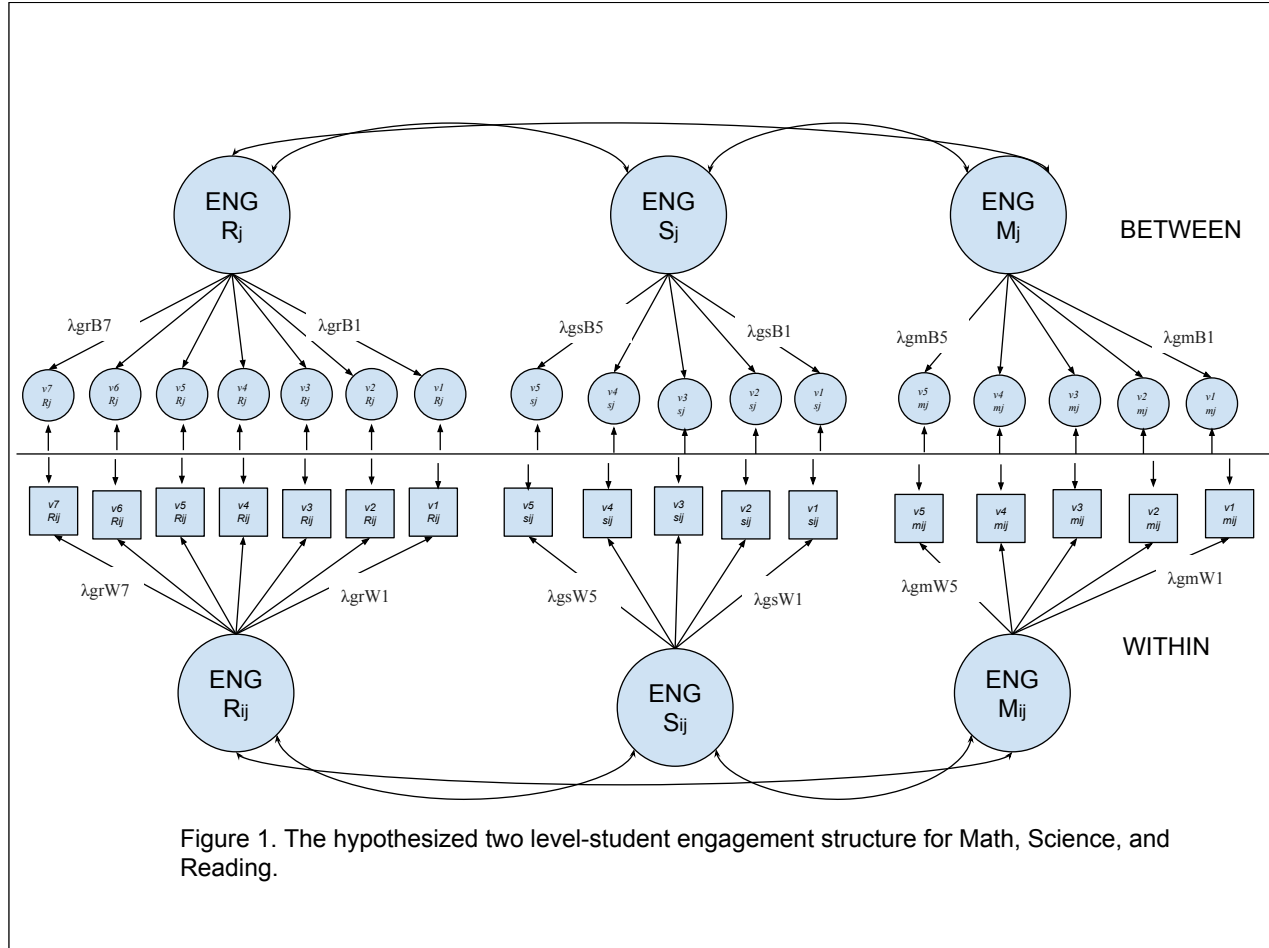 ENG
Rj
ENG
Sj
ENG
Mj
BETWEEN
λgrB7
λgrB1
λgsB5
λgsB1
λgmB5
λgmB1
v7
Rj
v6
Rj
v5
Rj
v4
Rj
v3
Rj
v2
Rj
v1
Rj
v5
sj
v4
sj
v3
sj
v2
sj
v1
sj
v5
mj
v4
mj
v3
mj
v2
mj
v1
mj
v7
Rij
v6
Rij
v5
Rij
v4
Rij
v3
Rij
v2
Rij
v1
Rij
v5
sij
v4
sij
v3
sij
v2
sij
v1
sij
v5
mij
v4
mij
v3
mij
v2
mij
v1
mij
λgrW7
λgrW1
λgsW5
λgsW1
λgmW5
λgmW1
WITHIN
ENG
Rij
ENG
Sij
ENG
Mij
Figure 1. The hypothesized two level-student engagement structure for Math, Science, and
Reading.